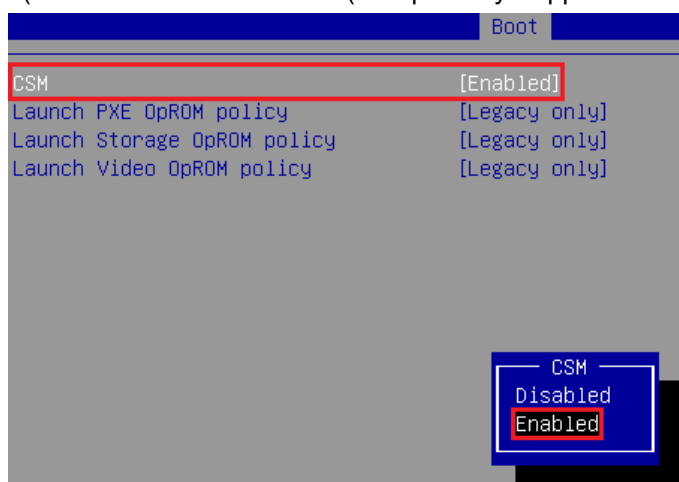 Boot
CSM [Enabled]
Launch PXE OpROM policy [Legacy only]
Launch Storage OpROM policy [Legacy only]
Launch Video OpROM policy [Legacy only]
CSM
Disabled
Enabled